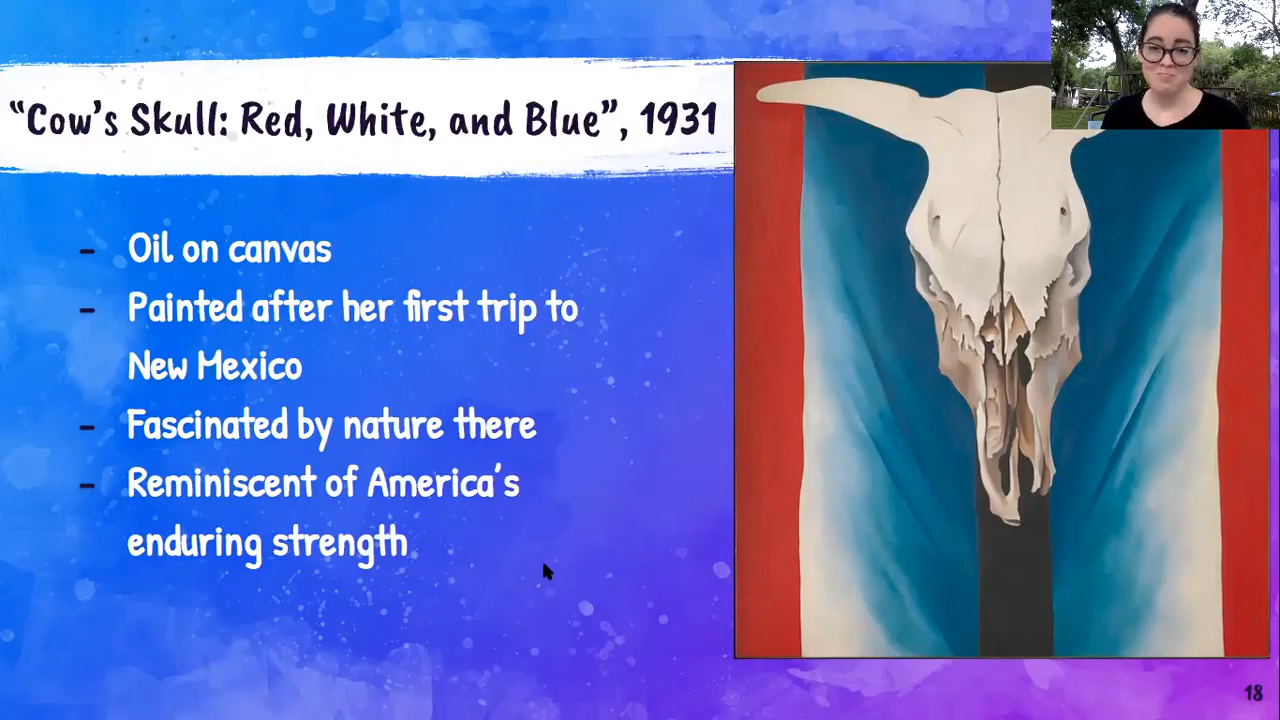 “Cow’s Skull: Red, White, and Blue”, 1931
- Oil on canvas
- Painted after her first trip to
New Mexico
- Fascinated by nature there
- Reminiscent of America’s
enduring strength
18